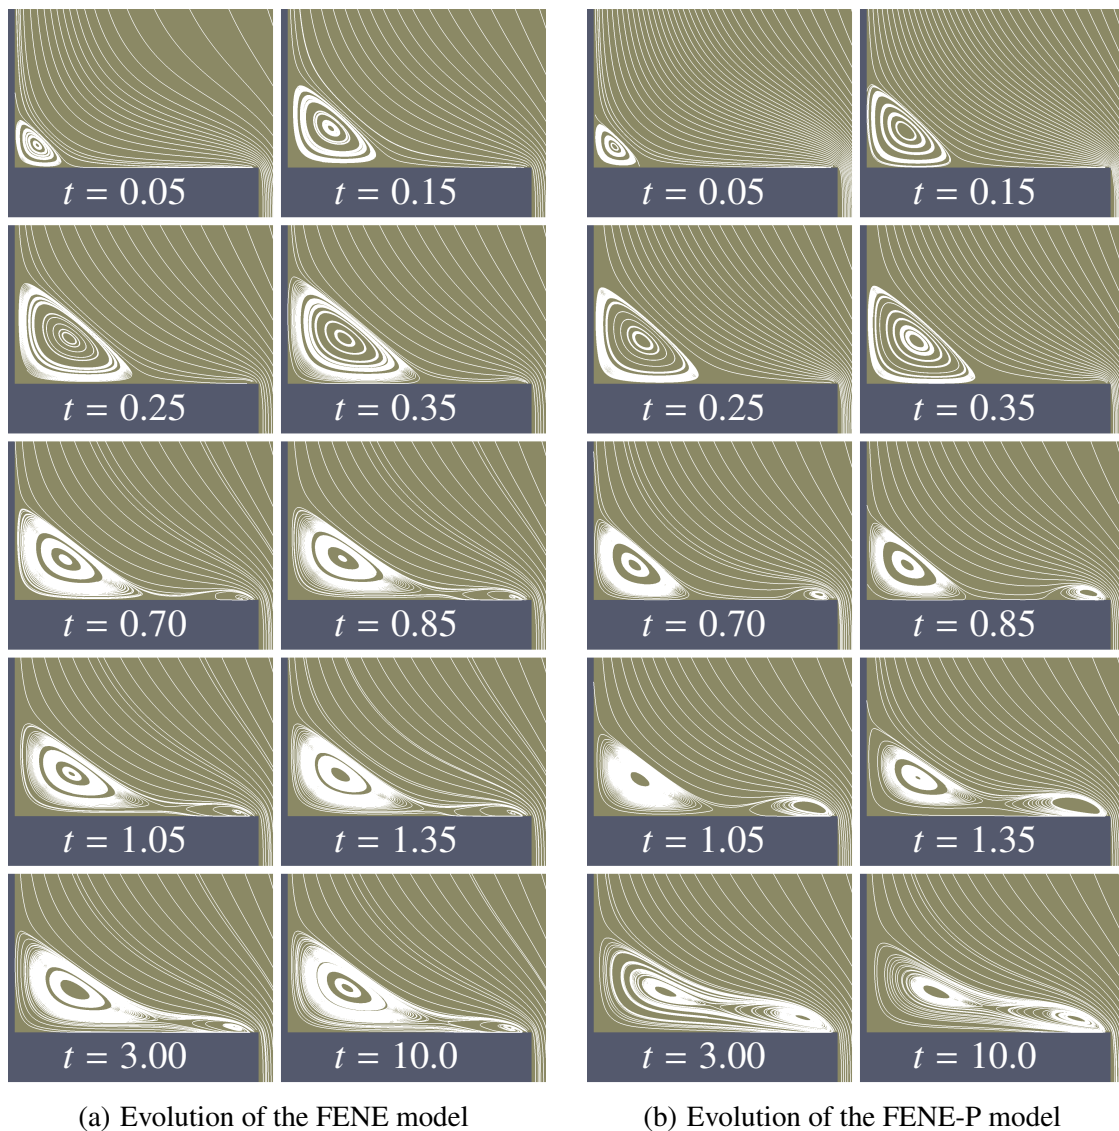 t = 0.05
t = 0.15
t = 0.05
t = 0.15
t = 0.25
t = 0.35
t = 0.25
t = 0.35
t = 0.70
t = 0.85
t = 0.70
t = 0.85
t = 1.05
t = 1.35
t = 1.05
t = 1.35
t = 3.00
t = 10.0
t = 3.00
t = 10.0
(a) Evolution of the FENE model
(b) Evolution of the FENE-P model